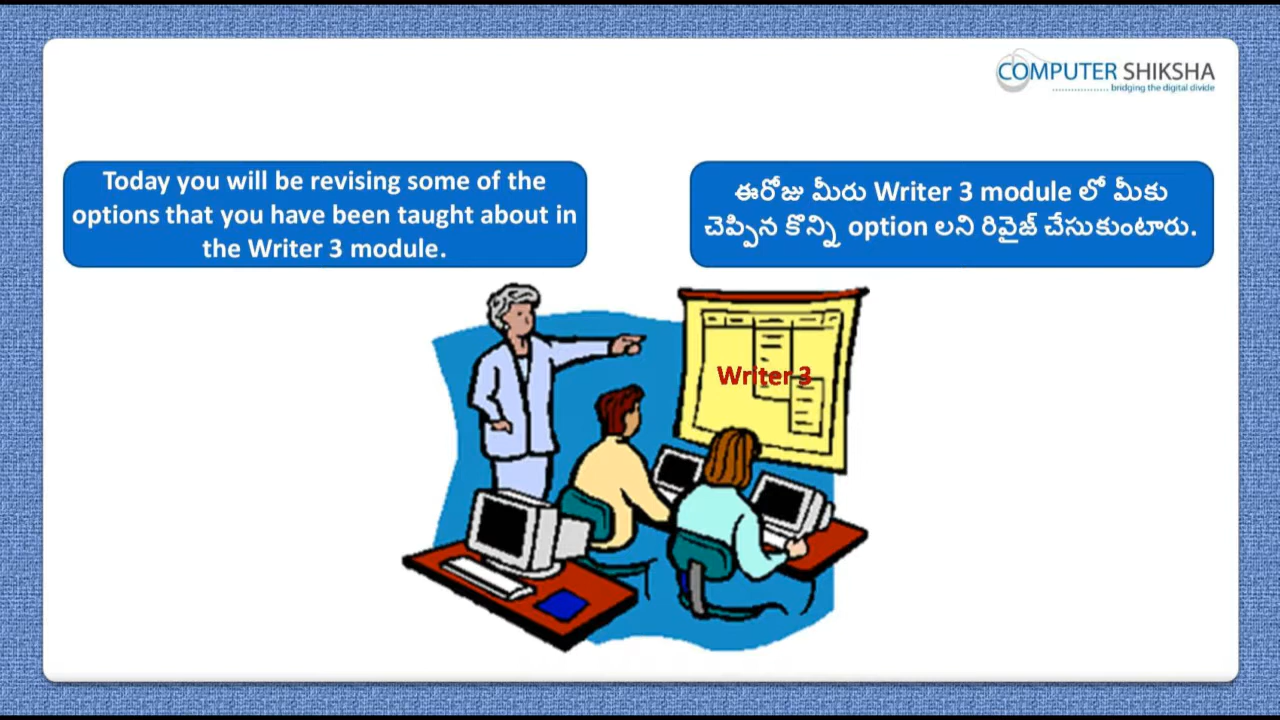 COMPUTER SHIKSHA
bridging the digital divide
Today you will be revising some of the
options that you have been taught about in
the Writer 3 module.
ఈరోజు మీరు Writer 3 module లో మీకు
చెప్పిన కొన్ని option లని రివైజ్ చేసుకుంటారు.
Writer 3